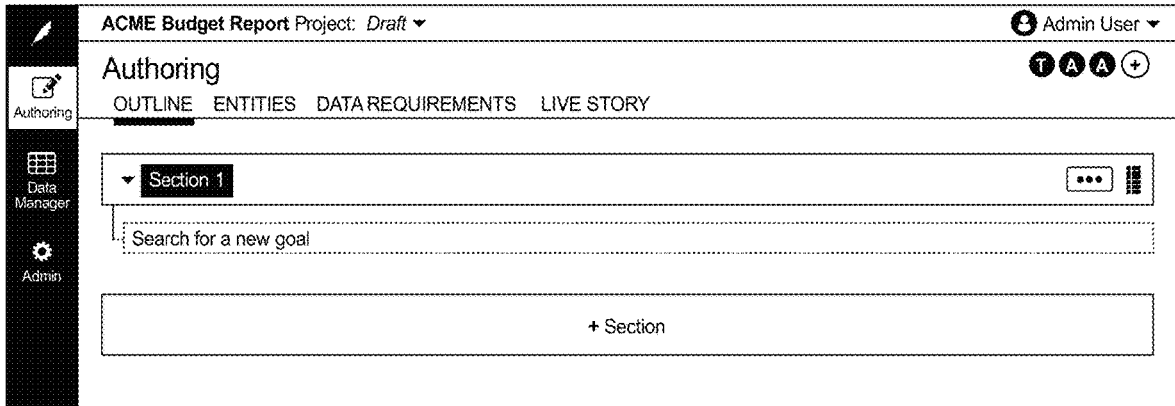 ACME Budget Report Project: Draft
Admin User
Authoring
T A A +
OUTLINE ENTITIES DATA REQUIREMENTS LIVE STORY
Authoring
Data
Manager
Admin
Section 1
Search for a new goal
+ Section